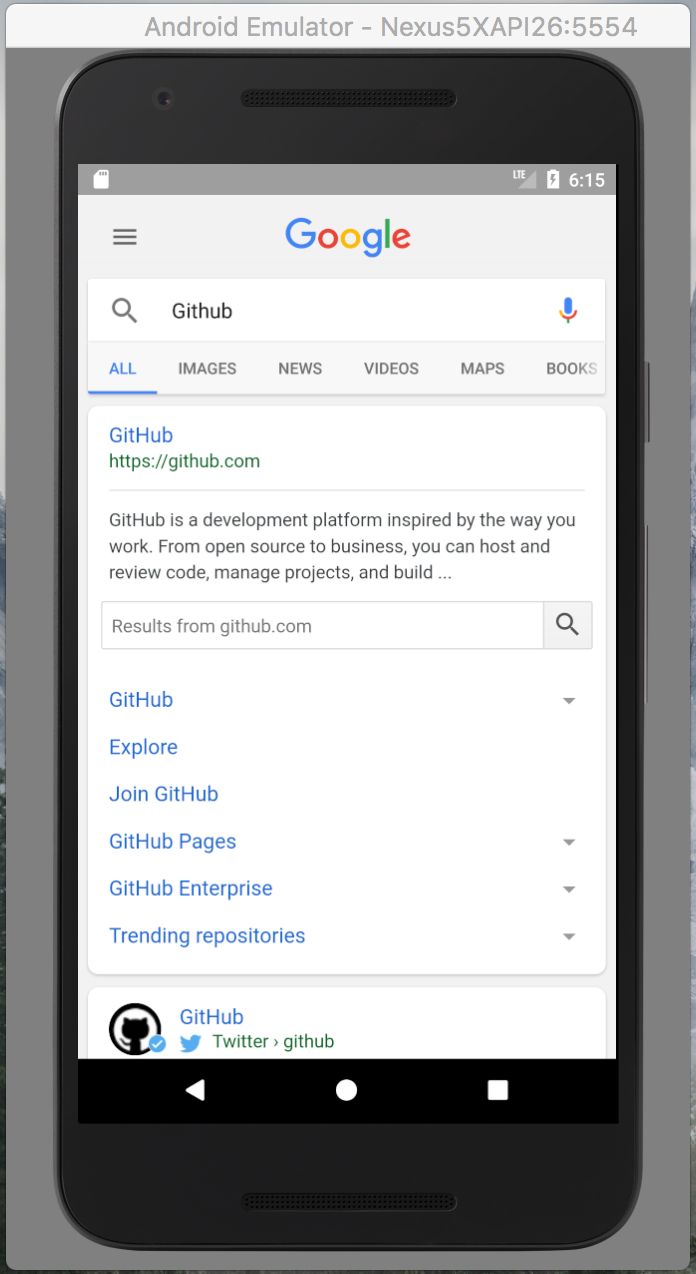 Android Emulator - Nexus5XAPI26:5554
LTE 6:15
Google
Github
ALL IMAGES NEWS VIDEOS MAPS BOOKS
GitHub
https://github.com
GitHub is a development platform inspired by the way you
work. From open source to business, you can host and
review code, manage projects, and build ...
Results from github.com
GitHub
Explore
Join GitHub
GitHub Pages
GitHub Enterprise
Trending repositories
GitHub
Twitter › github